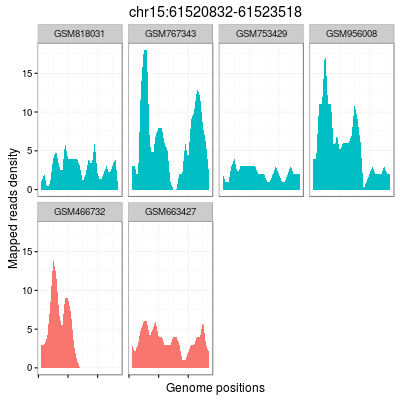 chr15:61520832-61523518
GSM818031 GSM767343 GSM753429 GSM956008
15
10
5
0
GSM466732 GSM663427
15
10
5
0
Mapped reads density
Genome positions